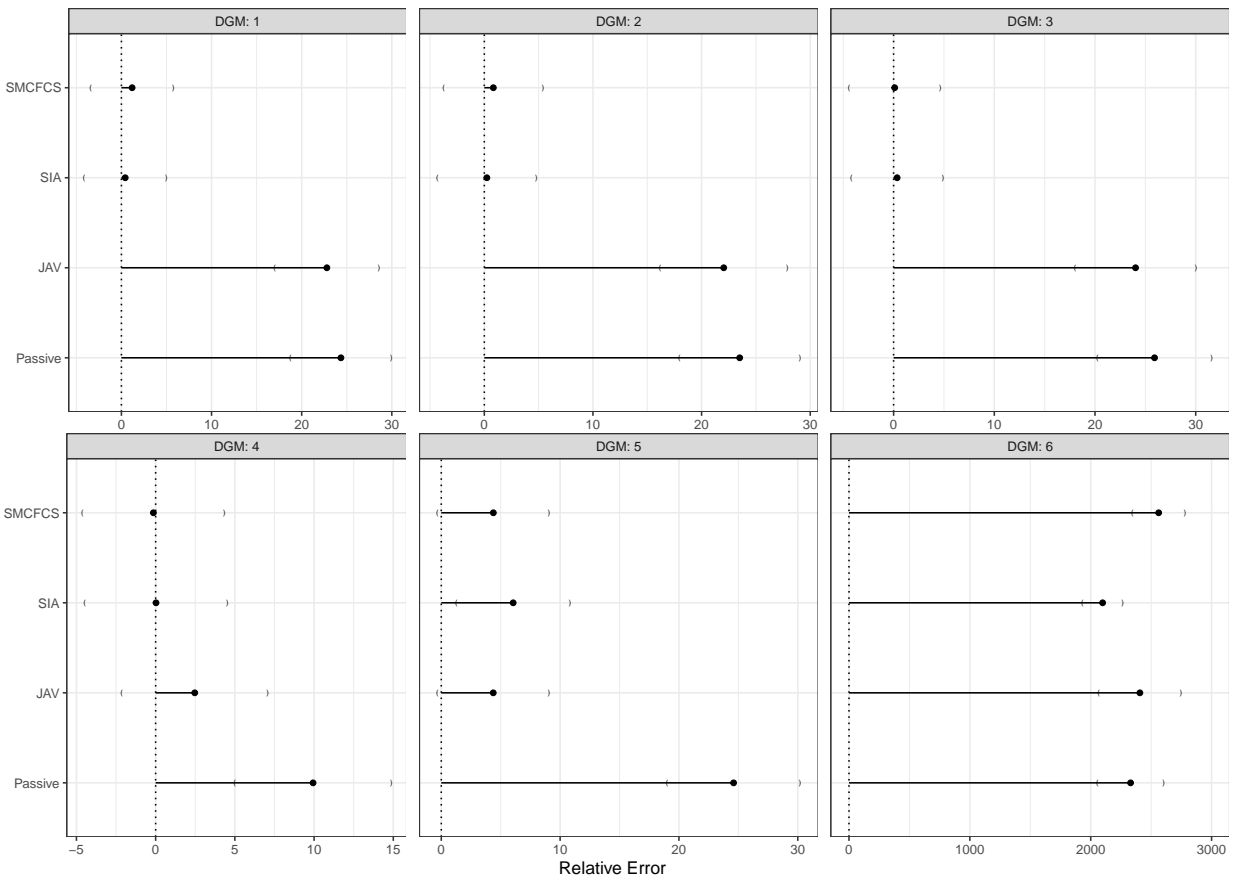 DGM: 1 DGM: 2 DGM: 3
SMCFCS
SIA
JAV
Passive
0 10 20 30 0 10 20 30 0 10 20 30
DGM: 4 DGM: 5 DGM: 6
SMCFCS
SIA
JAV
Passive
−5 0 5 10 15 0 10 20 30 0 1000 2000 3000
Relative Error